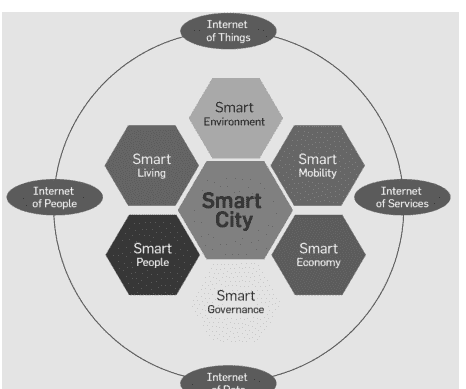 Internet
of Things
Smart
Environment
Smart
Living
Smart
Mobility
Internet
of People
Smart
City
Internet
of Services
Smart
People
Smart
Economy
Smart
Governance
Internet
of